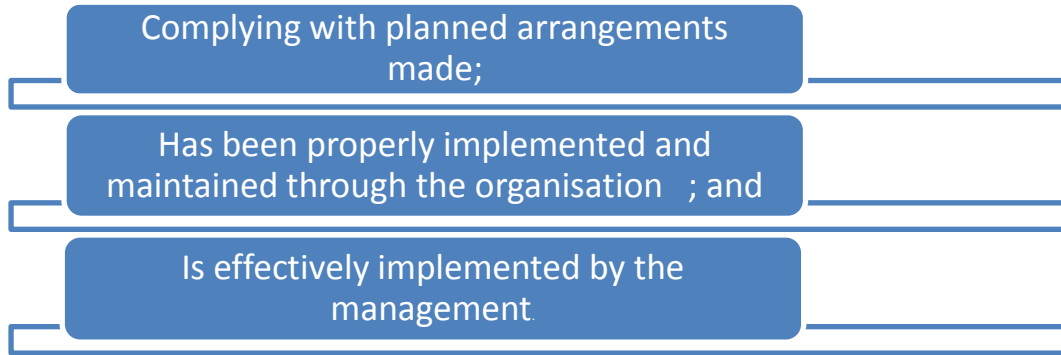 Complying with planned arrangements
made;
Has been properly implemented and
maintained through the organisation ; and
Is effectively implemented by the
management.